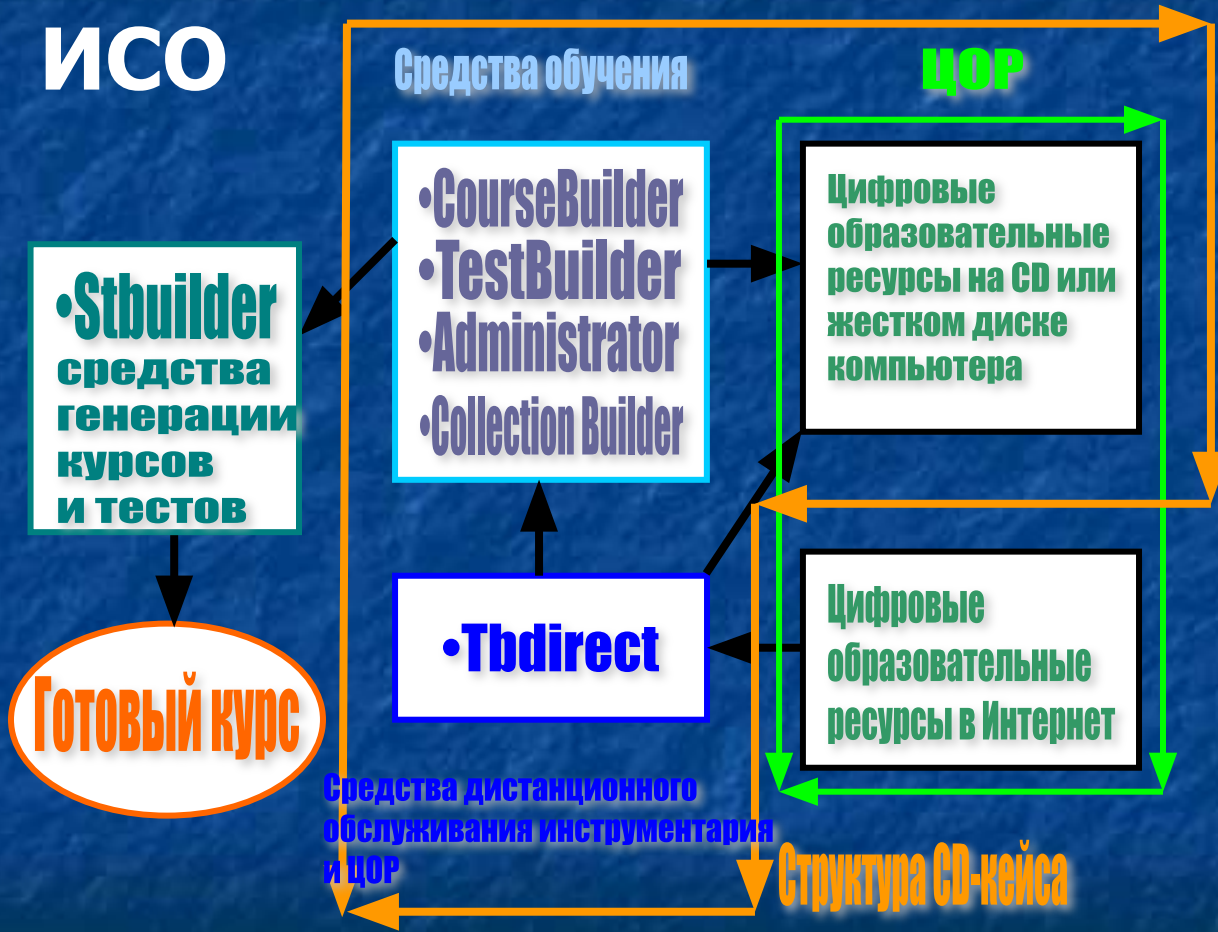 ИСО
Средства обучения
ЦОР
•CourseBuilder
•TestBuilder
•Administrator
•Collection Builder
Цифровые
образовательные
ресурсы на CD или
жестком диске
компьютера
•Stbuilder
средства
генерации
курсов
и тестов
•Tbdirect
Цифровые
образовательные
ресурсы в Интернет
Готовый курс
Средства дистанционного
обслуживания инструментария
и ЦОР
Структура CD-кейса